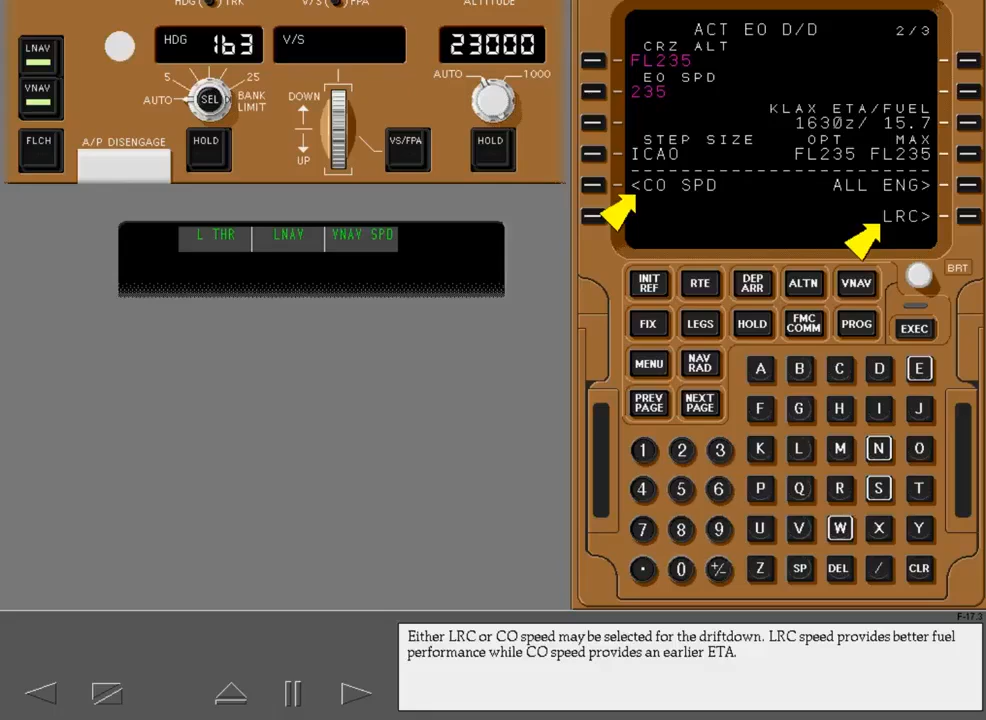 HDG TRK V/S FPA ALTITUDE
LNAV
VNAV
FLCH
HDG 163
V/S
23000
5 25
AUTO SEL BANK LIMIT
DOWN
UP
AUTO 1000
A/P DISENGAGE
HOLD
VS/FPA
HOLD
L THR LNAV VNAV SPD
ACT EO D/D 2/3
CRZ ALT
FL235
EO SPD
235
KLAX ETA/FUEL
1630z/ 15.7
STEP SIZE OPT MAX
ICAO FL235 FL235
<CO SPD ALL ENG>
LRC>
INIT REF RTE DEP ARR ALTN VNAV
BRT
FIX LEGS HOLD FMC COMM PROG EXEC
MENU NAV RAD
PREV PAGE NEXT PAGE
A B C D E
F G H I J
1 2 3 K L M N O
4 5 6 P Q R S T
7 8 9 U V W X Y
. 0 +/- Z SP DEL / CLR
F-17.3
Either LRC or CO speed may be selected for the driftdown. LRC speed provides better fuel
performance while CO speed provides an earlier ETA.